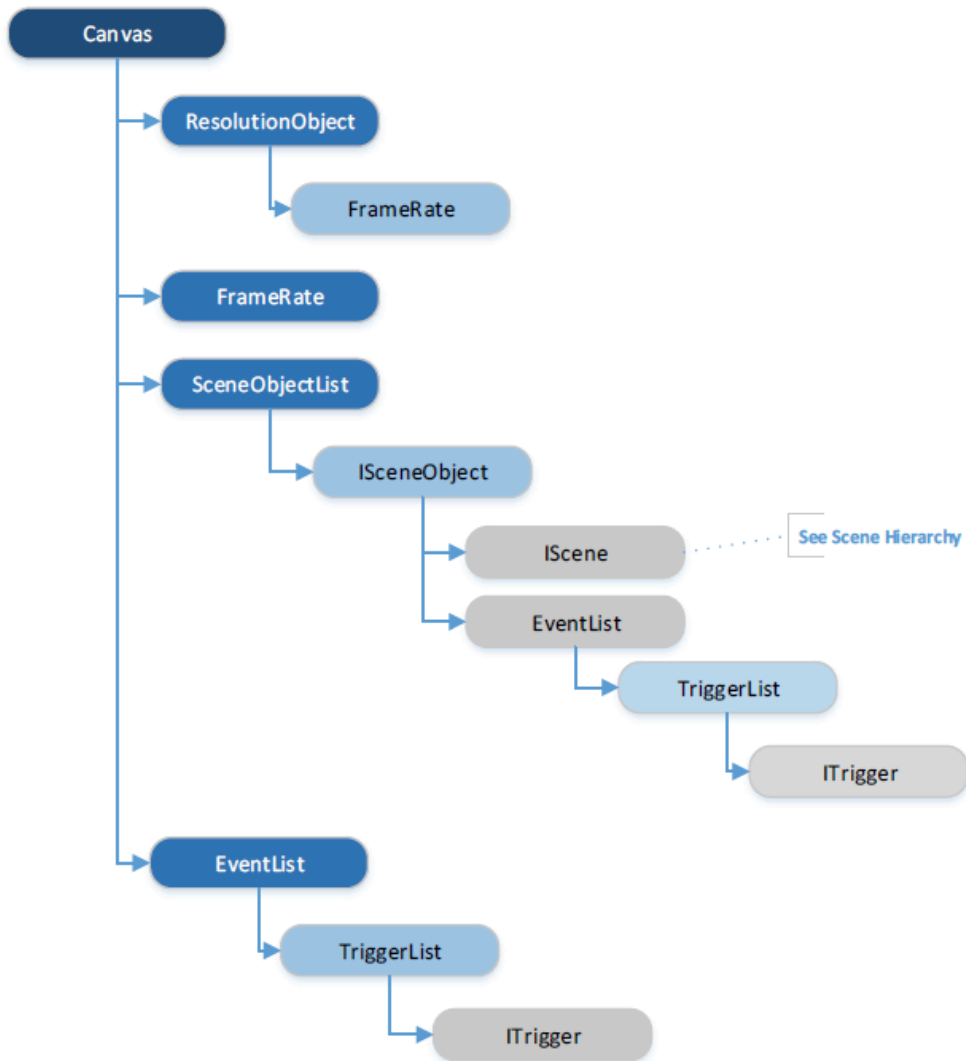 Canvas
ResolutionObject
FrameRate
FrameRate
SceneObjectList
ISceneObject
IScene
See Scene Hierarchy
EventList
TriggerList
ITrigger
EventList
TriggerList
ITrigger